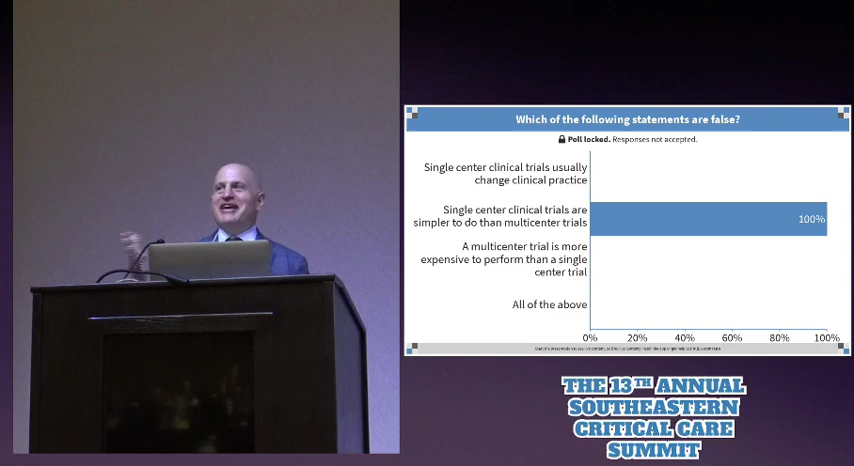 Which of the following statements are false?
Poll locked. Responses not accepted.
Single center clinical trials usually
change clinical practice
Single center clinical trials are
simpler to do than multicenter trials
100%
A multicenter trial is more
expensive to perform than a single
center trial
All of the above
0% 20% 40% 60% 80% 100%
THE 13TH ANNUAL
SOUTHEASTERN
CRITICAL CARE
SUMMIT